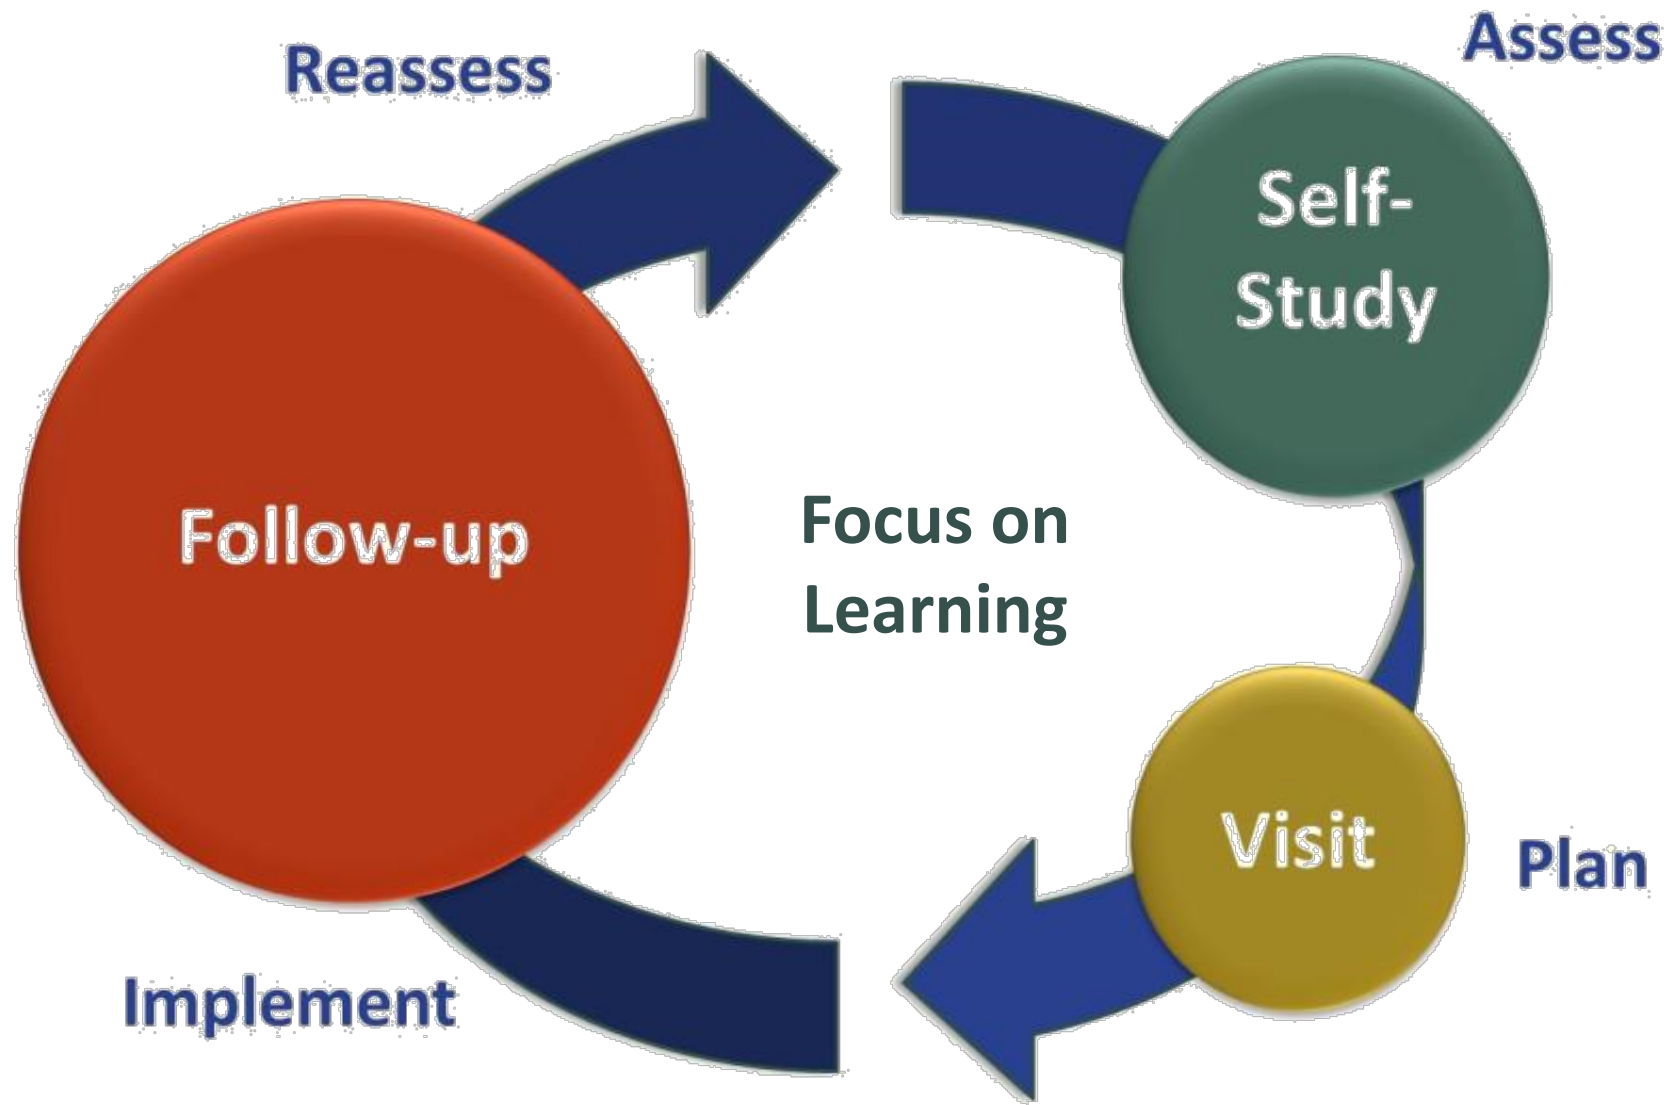 Reassess
Assess
Self-
Study
Follow-up
Focus on
Learning
Visit
Plan
Implement